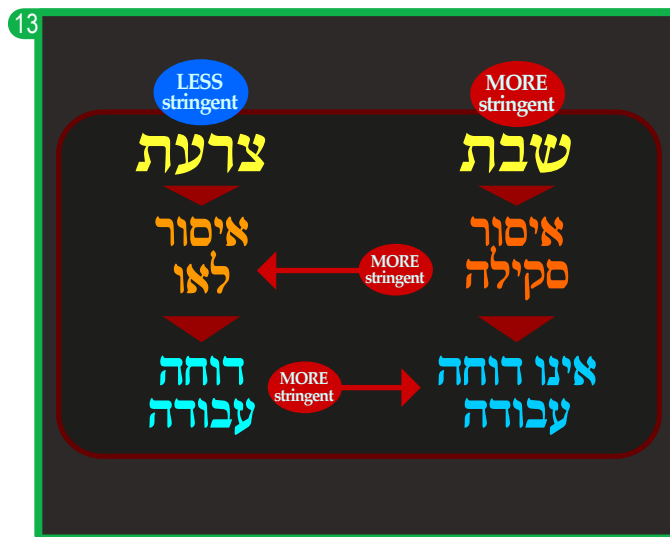 13
LESS
stringent
MORE
stringent
צרעת
שבת
איסור
לאו
MORE
stringent
איסור
סקילה
דוחה
עבודה
MORE
stringent
אינו דוחה
עבודה